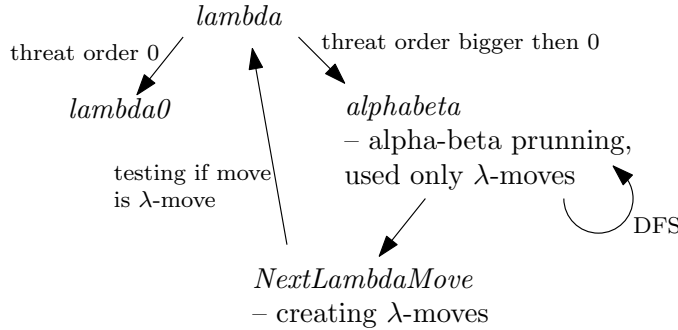 lambda
threat order 0
threat order bigger then 0
lambda0
alphabeta
– alpha-beta prunning,
used only λ-moves
testing if move
is λ-move
DFS
NextLambdaMove
– creating λ-moves